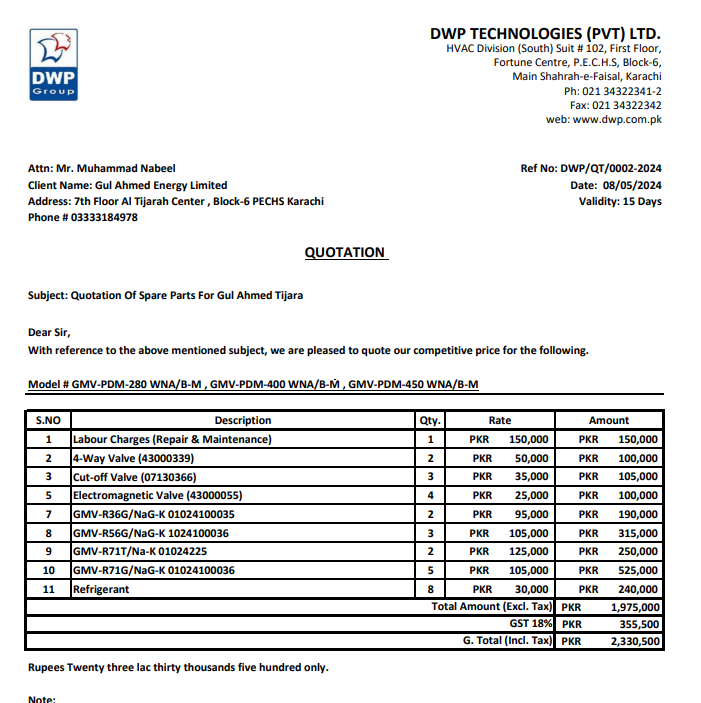 DWP TECHNOLOGIES (PVT) LTD.
HVAC Division (South) Suit # 102, First Floor,
Fortune Centre, P.E.C.H.S, Block-6,
Main Shahrah-e-Faisal, Karachi
Ph: 021 34322341-2
Fax: 021 34322342
web: www.dwp.com.pk
DWP
Group
Attn: Mr. Muhammad Nabeel
Client Name: Gul Ahmed Energy Limited
Address: 7th Floor Al Tijarah Center , Block-6 PECHS Karachi
Phone # 03333184978
Ref No: DWP/QT/0002-2024
Date: 08/05/2024
Validity: 15 Days
QUOTATION
Subject: Quotation Of Spare Parts For Gul Ahmed Tijara
Dear Sir,
With reference to the above mentioned subject, we are pleased to quote our competitive price for the following.
Model # GMV-PDM-280 WNA/B-M , GMV-PDM-400 WNA/B-M , GMV-PDM-450 WNA/B-M
S.NO Description Qty. Rate Amount
1 Labour Charges (Repair & Maintenance) 1 PKR 150,000 PKR 150,000
2 4-Way Valve (43000339) 2 PKR 50,000 PKR 100,000
3 Cut-off Valve (07130366) 3 PKR 35,000 PKR 105,000
5 Electromagnetic Valve (43000055) 4 PKR 25,000 PKR 100,000
7 GMV-R36G/NaG-K 01024100035 2 PKR 95,000 PKR 190,000
8 GMV-R56G/NaG-K 1024100036 3 PKR 105,000 PKR 315,000
9 GMV-R71T/Na-K 01024225 2 PKR 125,000 PKR 250,000
10 GMV-R71G/NaG-K 01024100036 5 PKR 105,000 PKR 525,000
11 Refrigerant 8 PKR 30,000 PKR 240,000
Total Amount (Excl. Tax) PKR 1,975,000
GST 18% PKR 355,500
G. Total (Incl. Tax) PKR 2,330,500
Rupees Twenty three lac thirty thousands five hundred only.
Note: